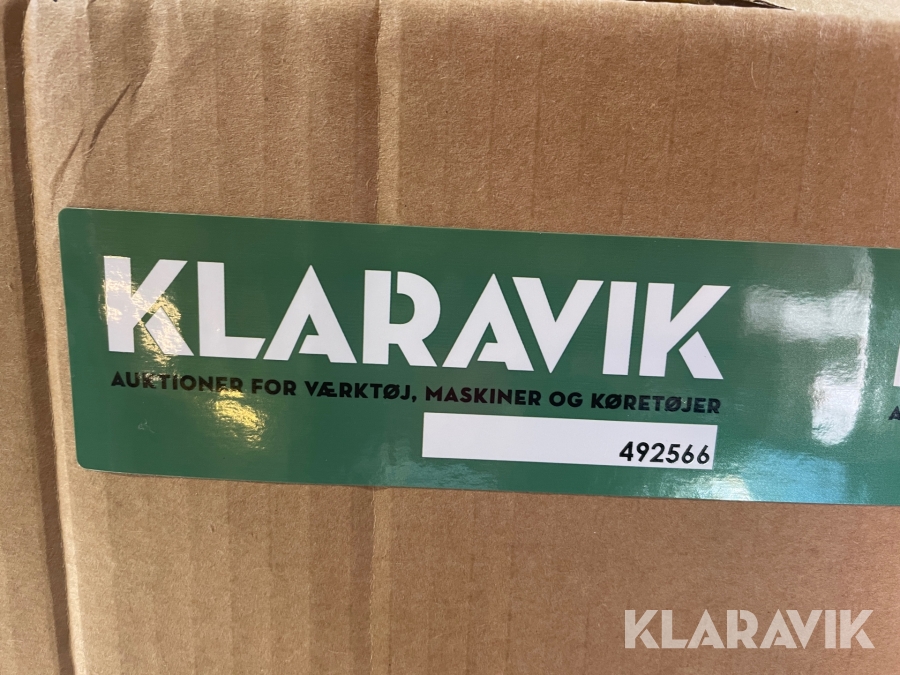 KLARAVIK
AUKTIONER FOR VÆRKTØJ, MASKINER OG KØRETØJER
492566
KLARAVIK